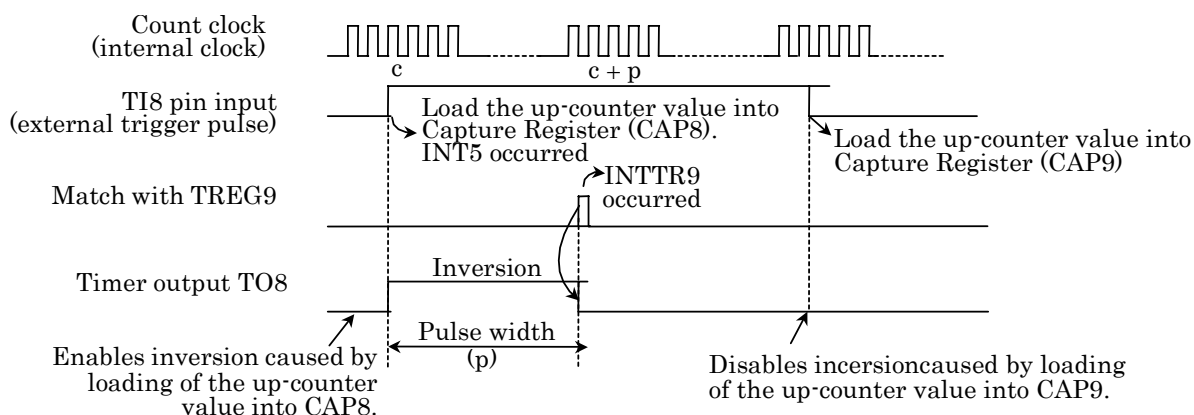 Count clock
(internal clock)
c
c + p
TI8 pin input
(external trigger pulse)
Load the up-counter value into
Capture Register (CAP8).
INT5 occurred
Load the up-counter value into
Capture Register (CAP9)
INTTR9
occurred
Match with TREG9
Inversion
Timer output TO8
Pulse width
(p)
Enables inversion caused by
loading of the up-counter
value into CAP8.
Disables incersioncaused by loading
of the up-counter value into CAP9.